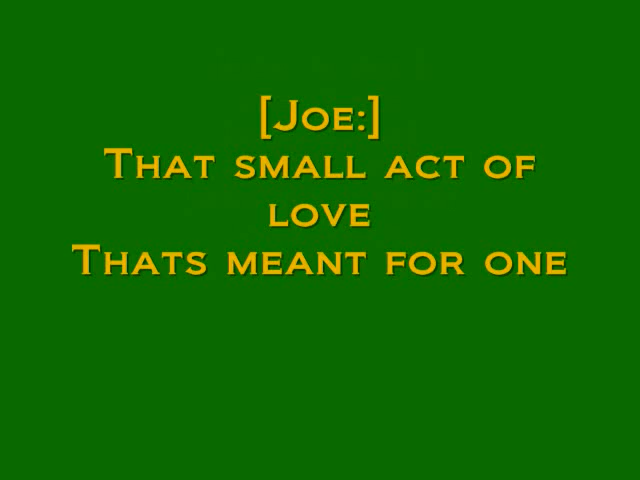 [Joe:]
That small act of
love
Thats meant for one